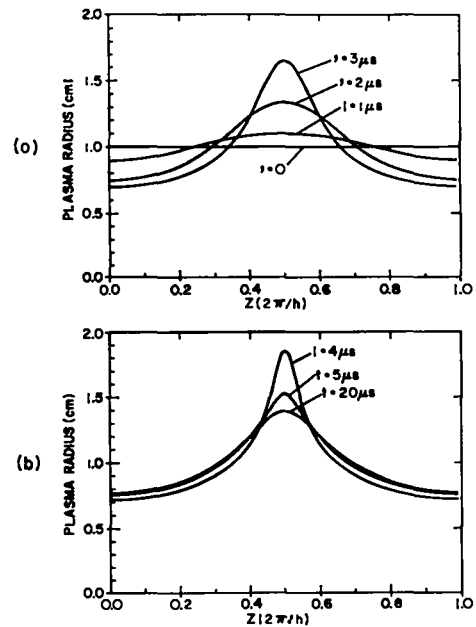 (a)
PLASMA RADIUS (cm)
2.0
1.5
1.0
0.5
0.0
t=3μs
t=2μs
t=1μs
t=0
0.0 0.2 0.4 0.6 0.8 1.0
Z(2π/h)
(b)
PLASMA RADIUS (cm)
2.0
1.5
1.0
0.5
0.0
t=4μs
t=5μs
t=20μs
0.0 0.2 0.4 0.6 0.8 1.0
Z(2π/h)